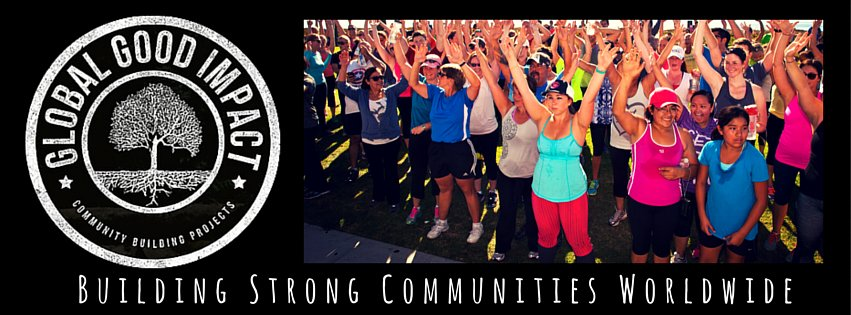 GLOBAL GOOD IMPACT
COMMUNITY BUILDING PROJECTS
Building Strong Communities Worldwide